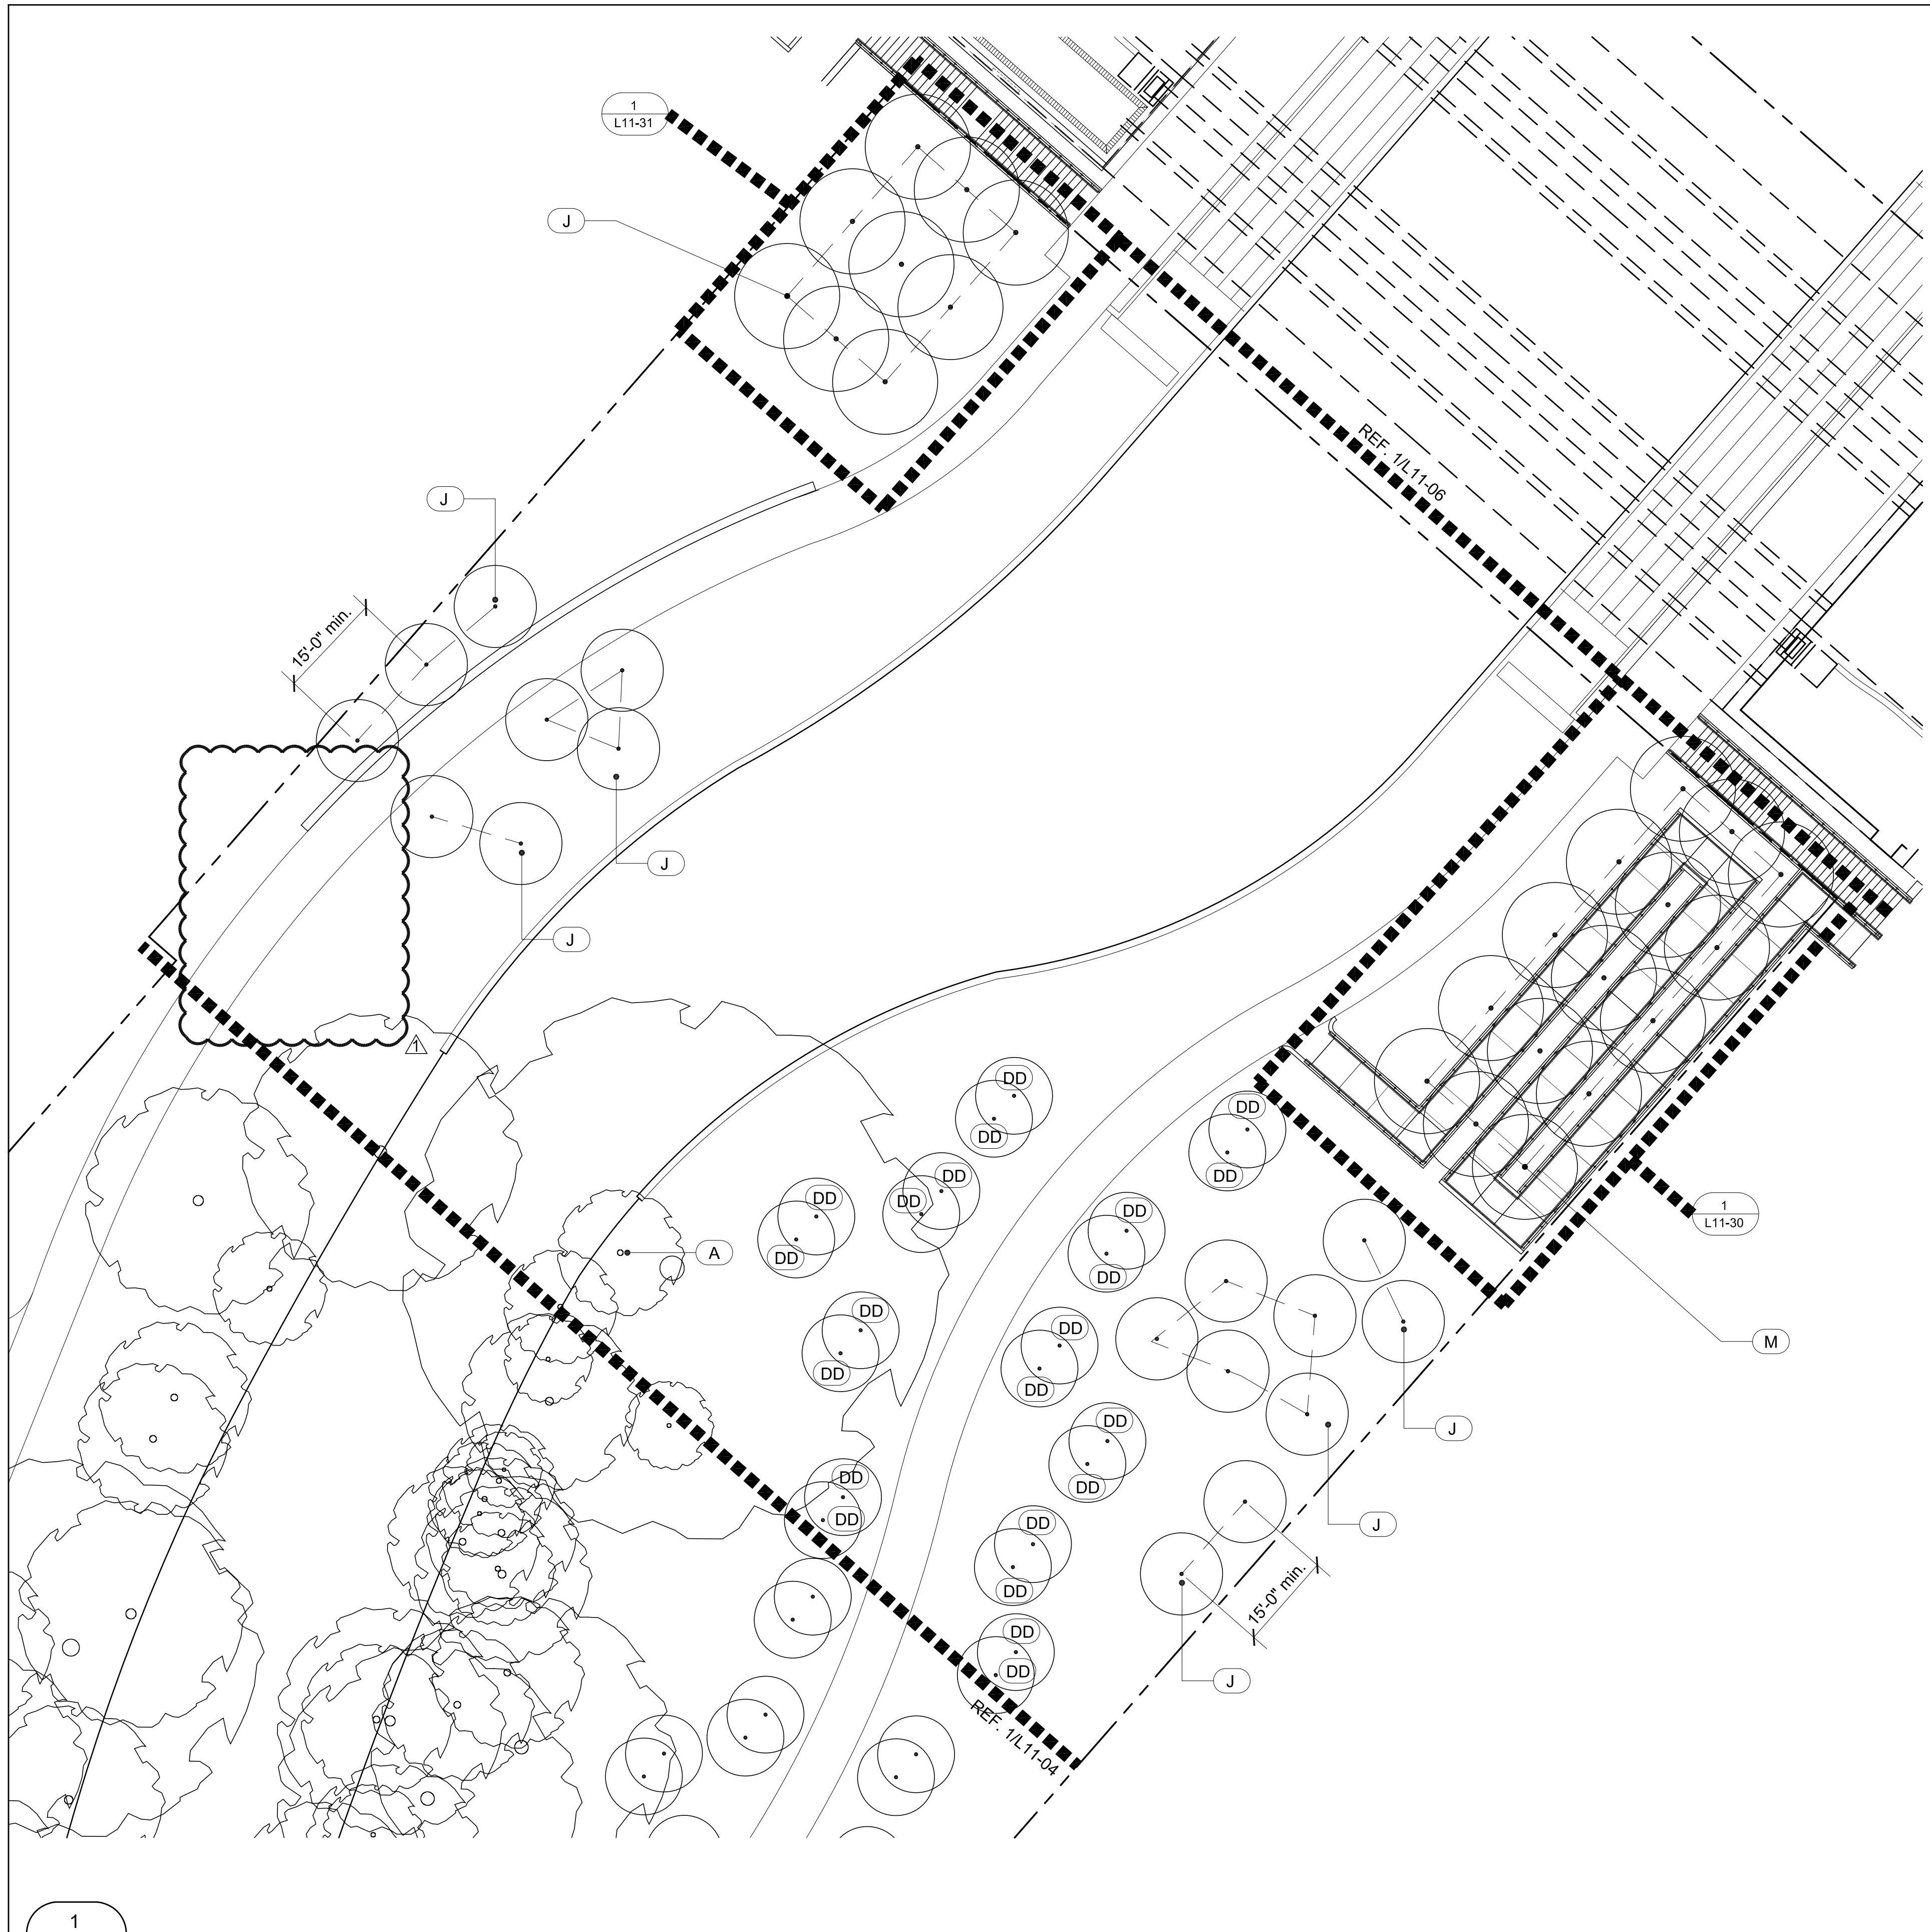 1
L11-31
J
REF. 1/L11-06
J
15'-0" min.
J
J
1
DD
DD
DD
DD
DD
DD
DD
DD
DD
DD
1
L11-30
A
DD
DD
DD
DD
M
DD
DD
J
DD
DD
DD
DD
J
DD
DD
15'-0" min.
DD
DD
J
REF. 1/L11-04
1